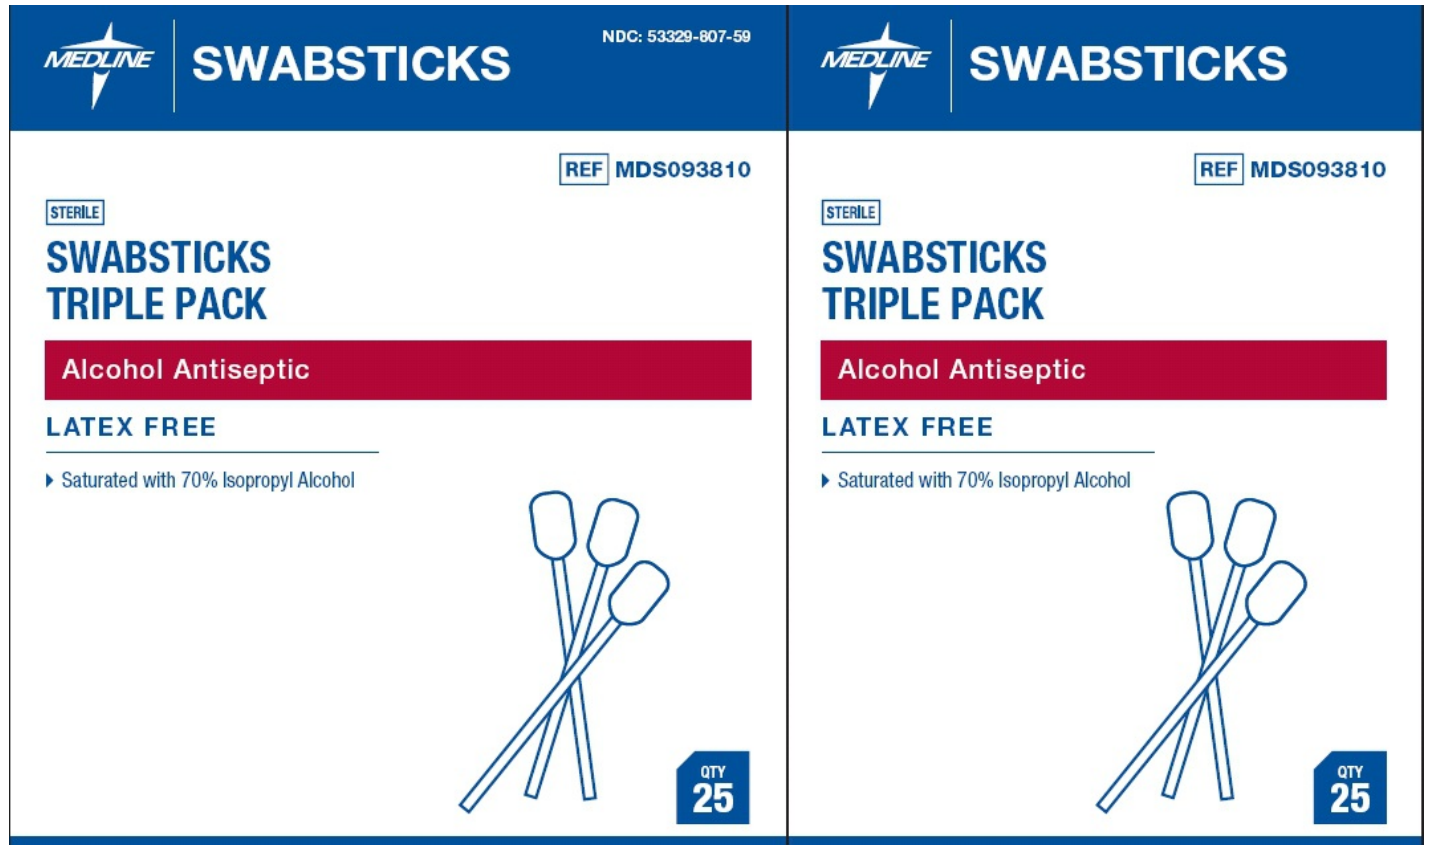 MEDLINE
SWABSTICKS
NDC: 53329-807-59
REF MDS093810
STERILE
SWABSTICKS
TRIPLE PACK
Alcohol Antiseptic
LATEX FREE
Saturated with 70% Isopropyl Alcohol
QTY
25
MEDLINE
SWABSTICKS
REF MDS093810
STERILE
SWABSTICKS
TRIPLE PACK
Alcohol Antiseptic
LATEX FREE
Saturated with 70% Isopropyl Alcohol
QTY
25